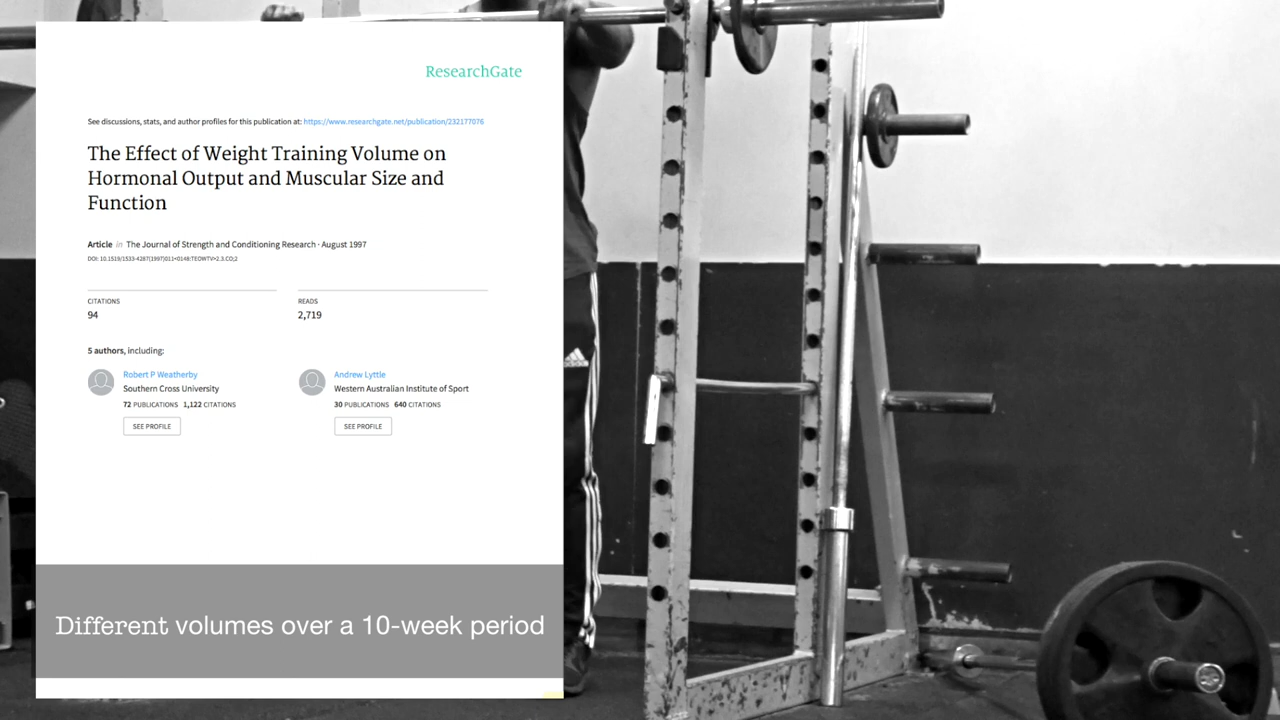 ResearchGate
See discussions, stats, and author profiles for this publication at: https://www.researchgate.net/publication/232177076
The Effect of Weight Training Volume on
Hormonal Output and Muscular Size and
Function
Article in The Journal of Strength and Conditioning Research · August 1997
DOI: 10.1519/1533-4287(1997)011<0148:TEOWTV>2.3.CO;2
CITATIONS
94
READS
2,719
5 authors, including:
Robert P Weatherby
Southern Cross University
72 PUBLICATIONS 1,122 CITATIONS
SEE PROFILE
Andrew Lyttle
Western Australian Institute of Sport
30 PUBLICATIONS 640 CITATIONS
SEE PROFILE
Different volumes over a 10-week period